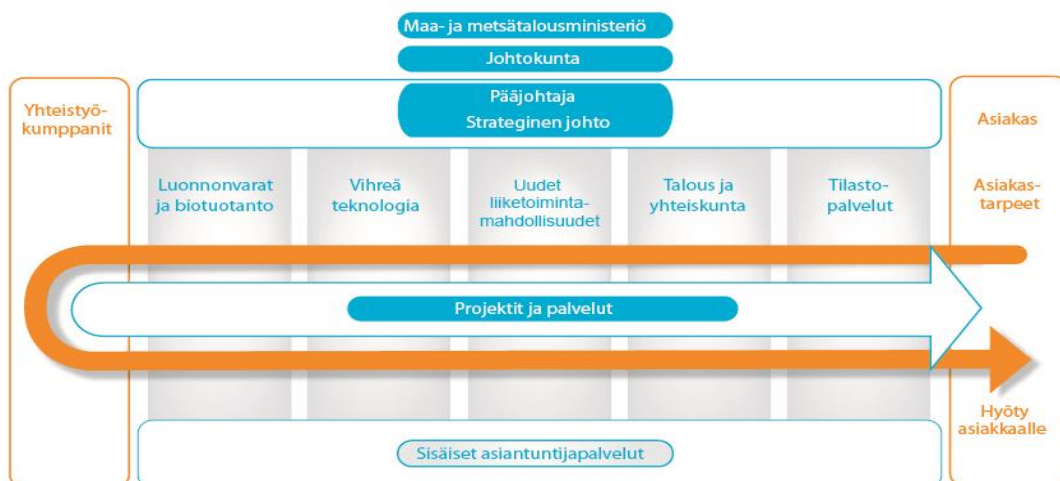 Maa- ja metsätalousministeriö
Johtokunta
Pääjohtaja
Strateginen johto
Yhteistyö-
kumppanit
Asiakas
Luonnonvarat
ja biotuotanto
Vihreä
teknologia
Uudet
liiketoiminta-
mahdollisuudet
Talous ja
yhteiskunta
Tilasto-
palvelut
Asiakas-
tarpeet
Projektit ja palvelut
Hyöty
asiakkaalle
Sisäiset asiantuntijapalvelut